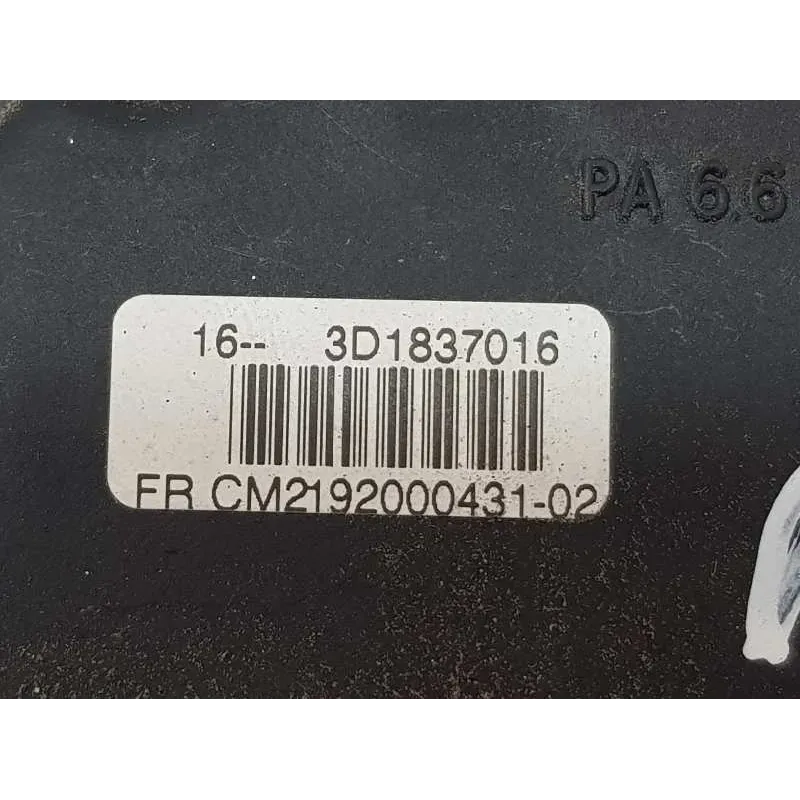 PA 6.6
16-- 3D1837016
FR CM2192000431-02